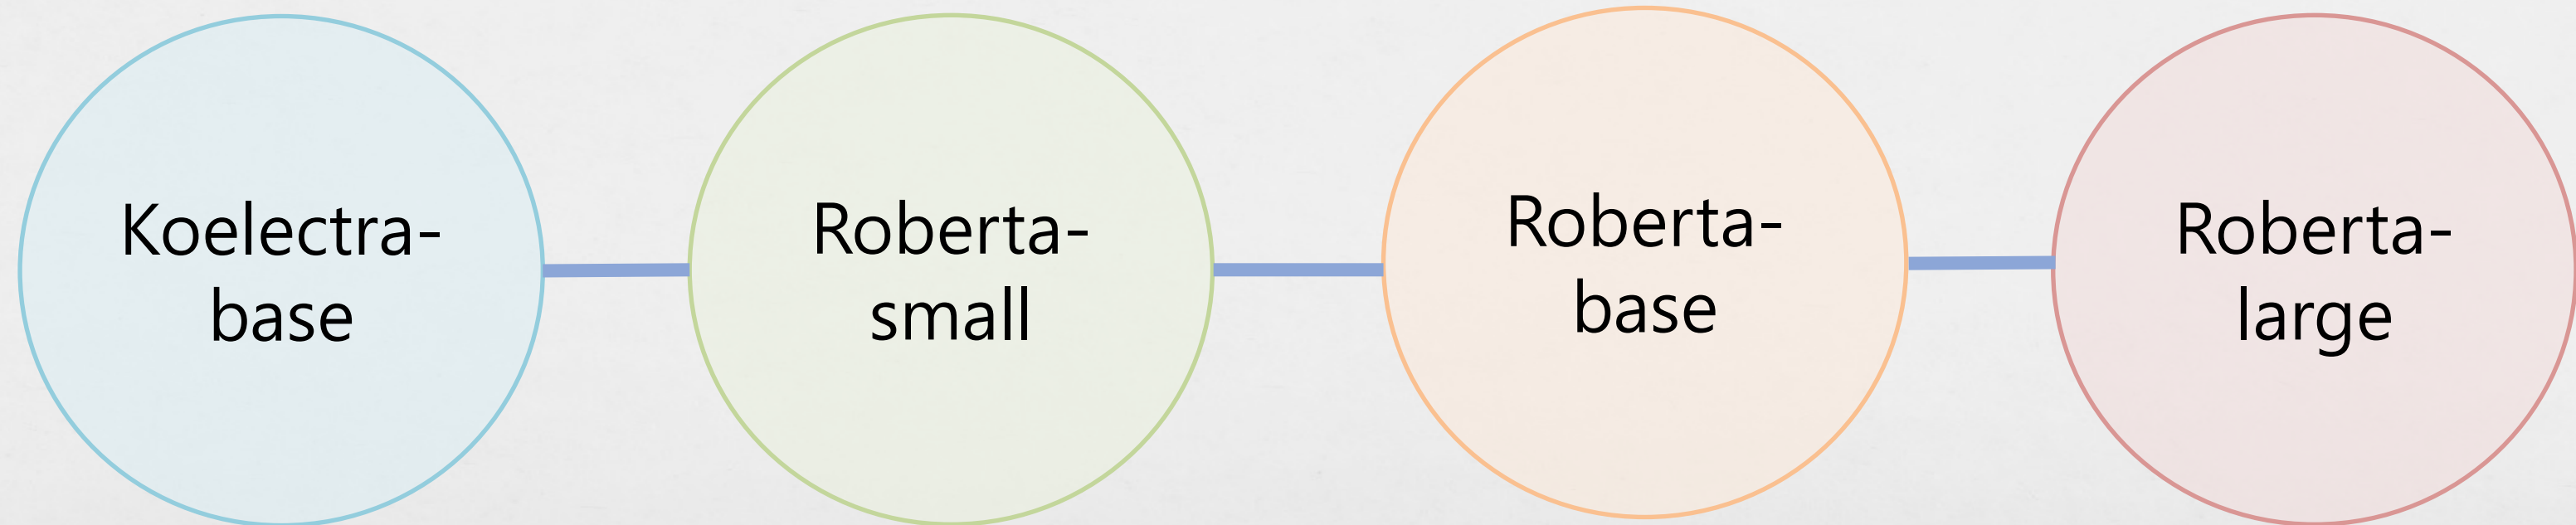 Koelectra-
base
Roberta-
small
Roberta-
base
Roberta-
large